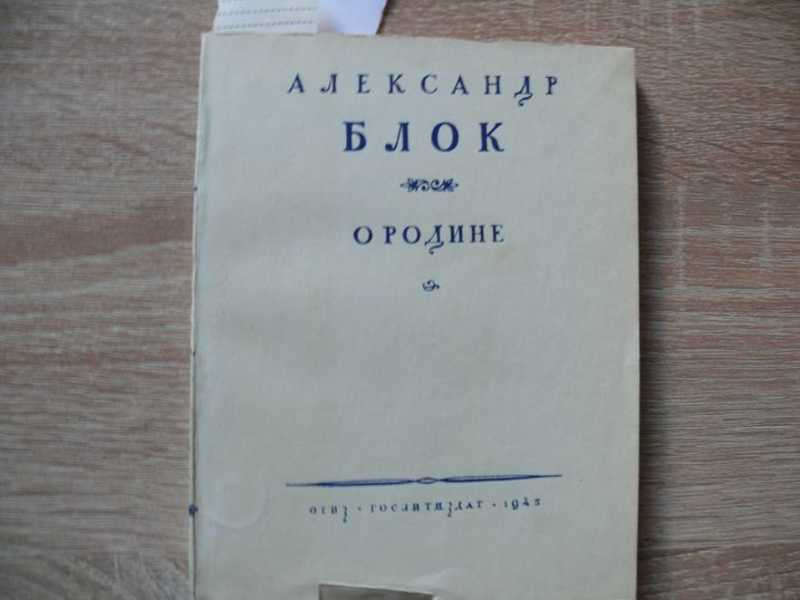 АЛЕКСАНДР
БЛОК
О РОДИНЕ
ОГИЗ · ГОСЛИТИЗДАТ · 1945